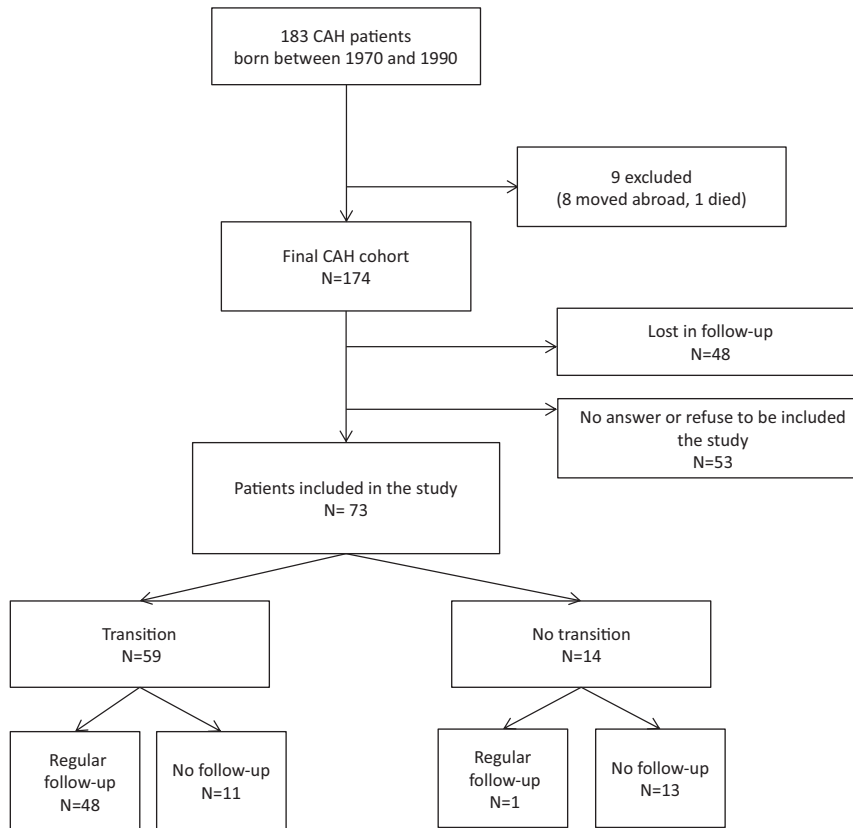 183 CAH patients
born between 1970 and 1990
9 excluded
(8 moved abroad, 1 died)
Final CAH cohort
N=174
Lost in follow-up
N=48
No answer or refuse to be included
the study
N=53
Patients included in the study
N= 73
Transition
N=59
No transition
N=14
Regular
follow-up
N=48
No follow-up
N=11
Regular
follow-up
N=1
No follow-up
N=13